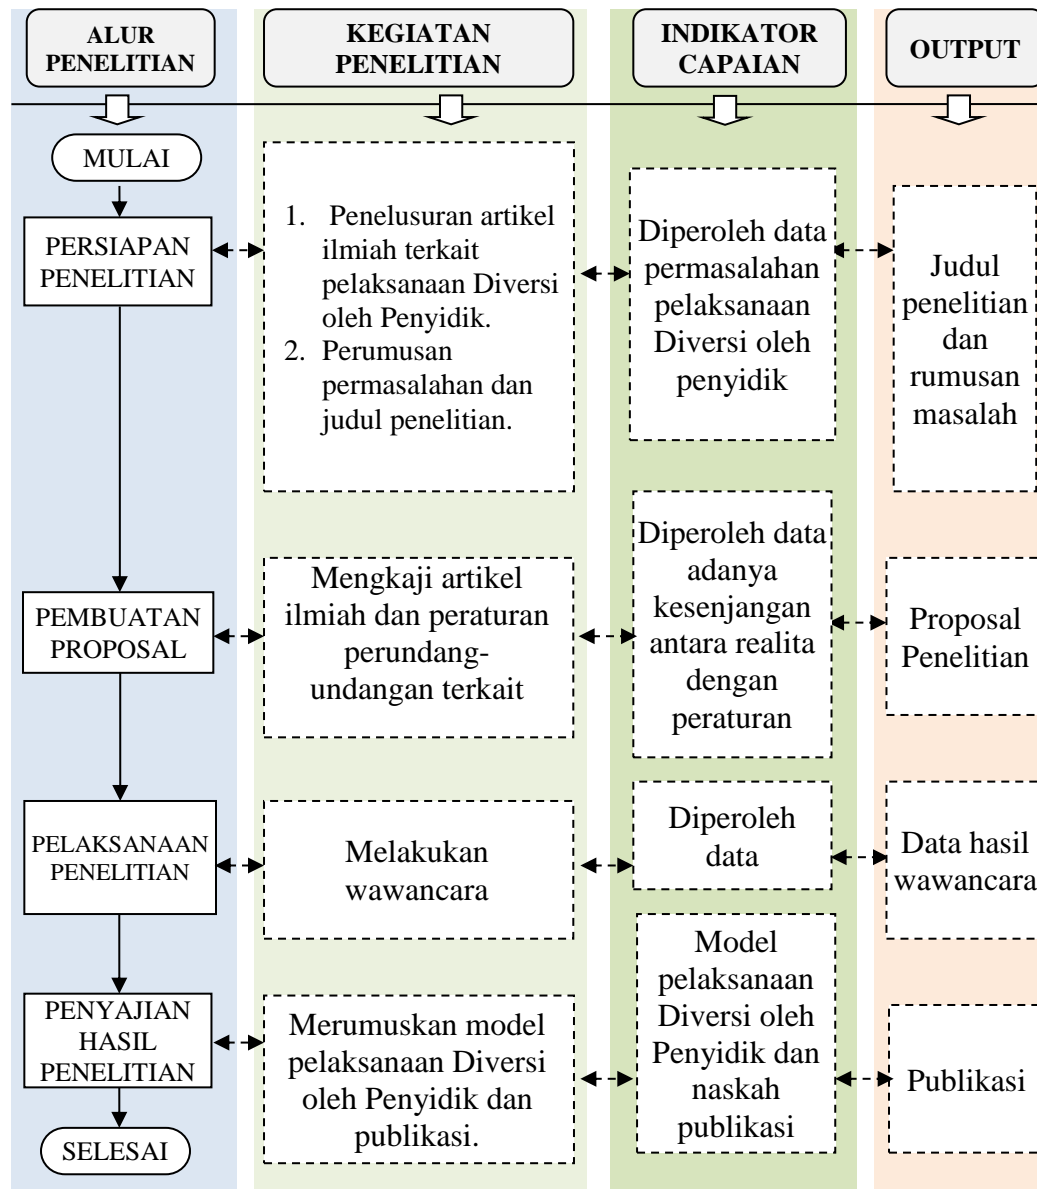 ALUR
PENELITIAN
KEGIATAN
PENELITIAN
INDIKATOR
CAPAIAN
OUTPUT
MULAI
PERSIAPAN
PENELITIAN
1. Penelusuran artikel
ilmiah terkait
pelaksanaan Diversi
oleh Penyidik.
2. Perumusan
permasalahan dan
judul penelitian.
Diperoleh data
permasalahan
pelaksanaan
Diversi oleh
penyidik
Judul
penelitian
dan
rumusan
masalah
PEMBUATAN
PROPOSAL
Mengkaji artikel
ilmiah dan peraturan
perundang-
undangan terkait
Diperoleh data
adanya
kesenjangan
antara realita
dengan
peraturan
Proposal
Penelitian
PELAKSANAAN
PENELITIAN
Melakukan
wawancara
Diperoleh
data
Data hasil
wawancara
PENYAJIAN
HASIL
PENELITIAN
Merumuskan model
pelaksanaan Diversi
oleh Penyidik dan
publikasi.
Model
pelaksanaan
Diversi oleh
Penyidik dan
naskah
publikasi
Publikasi
SELESAI